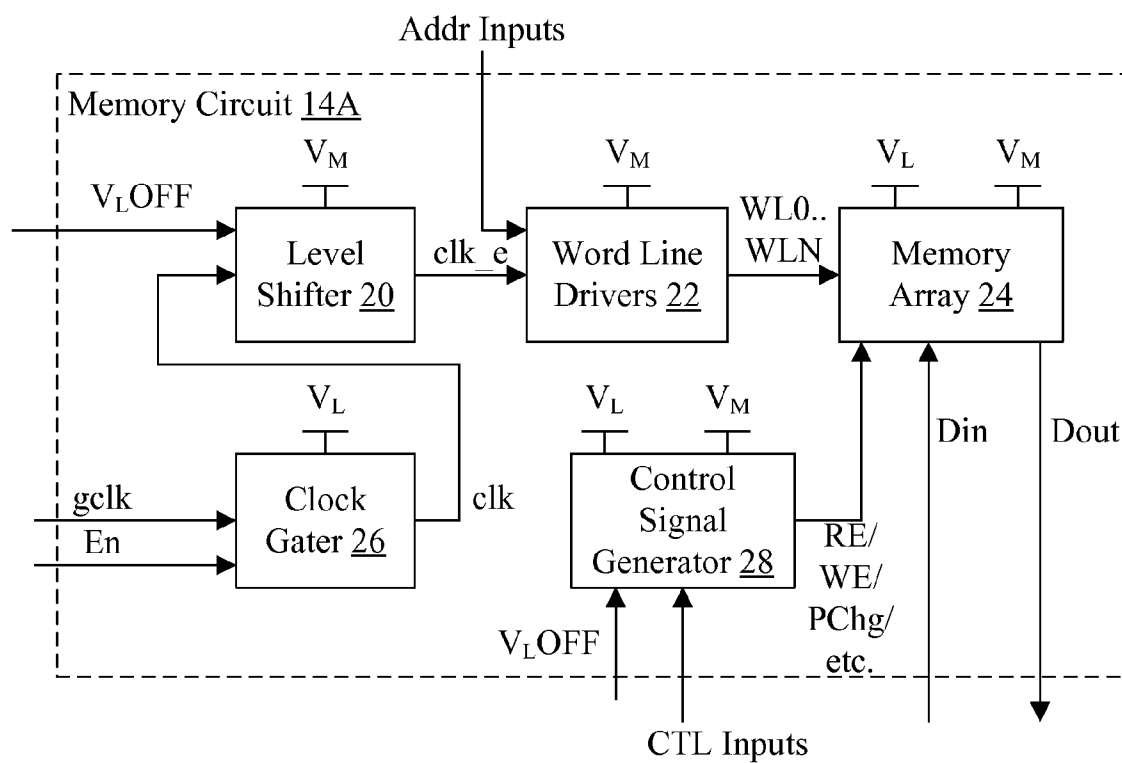 Addr Inputs
Memory Circuit 14A
V_M
V_M
V_L
V_M
V_LOFF
Level
Shifter 20
clk_e
Word Line
Drivers 22
WL0..
WLN
Memory
Array 24
V_L
V_L
V_M
Din
Dout
gclk
En
Clock
Gater 26
clk
Control
Signal
Generator 28
RE/
WE/
PChg/
etc.
V_LOFF
CTL Inputs